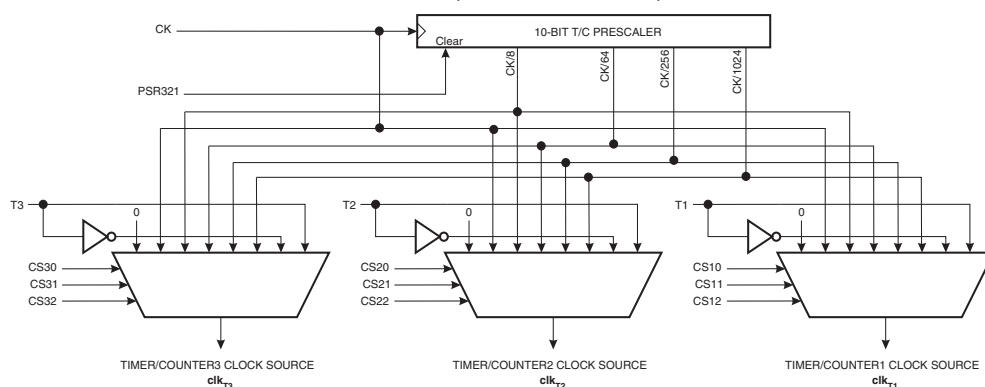 10-BIT T/C PRESCALER
CK
Clear
CK/8
CK/64
CK/256
CK/1024
PSR321
T3
0
T2
0
T1
0
CS30
CS31
CS32
CS20
CS21
CS22
CS10
CS11
CS12
TIMER/COUNTER3 CLOCK SOURCE
clkT3
TIMER/COUNTER2 CLOCK SOURCE
clkT2
TIMER/COUNTER1 CLOCK SOURCE
clkT1